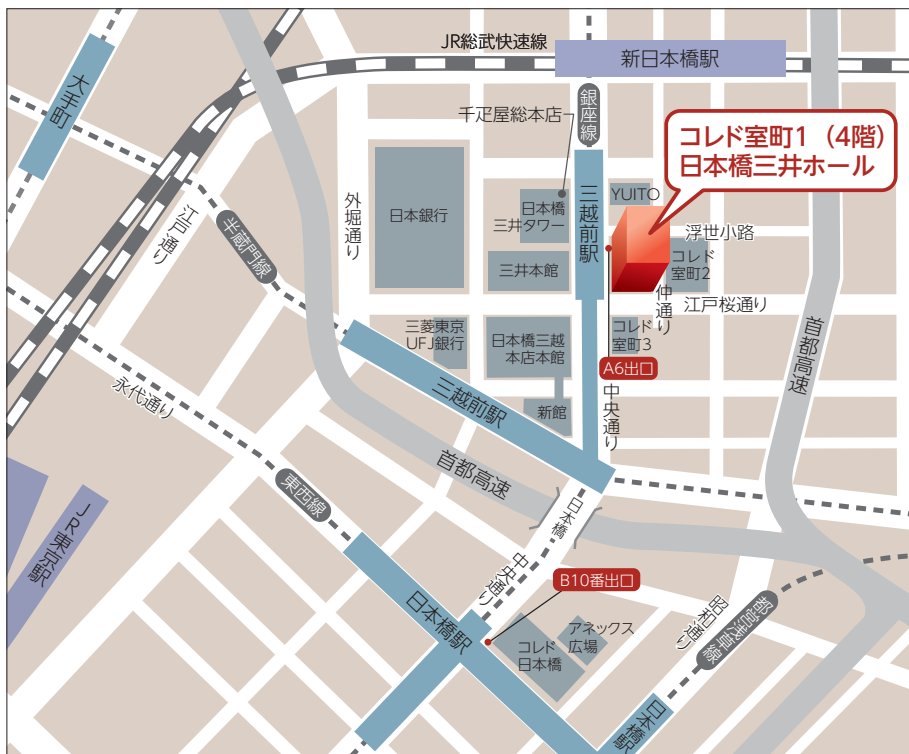 JR総武快速線
新日本橋駅
大手町
銀座線
千疋屋総本店
コレド室町1（4階）
日本橋三井ホール
三越前駅
YUITO
日本橋
三井タワー
日本銀行
外堀通り
江戸通り
半蔵門線
浮世小路
コレド
室町2
三井本館
仲通り
江戸桜通り
首都高速
三菱東京
UFJ銀行
日本橋三越
本店本館
コレド
室町3
A6出口
新館
中央通り
三越前駅
永代通り
首都高速
東西線
日本橋
JR東京駅
中央通り
B10番出口
昭和通り
都営浅草線
日本橋駅
アネックス
広場
コレド
日本橋
日本橋駅